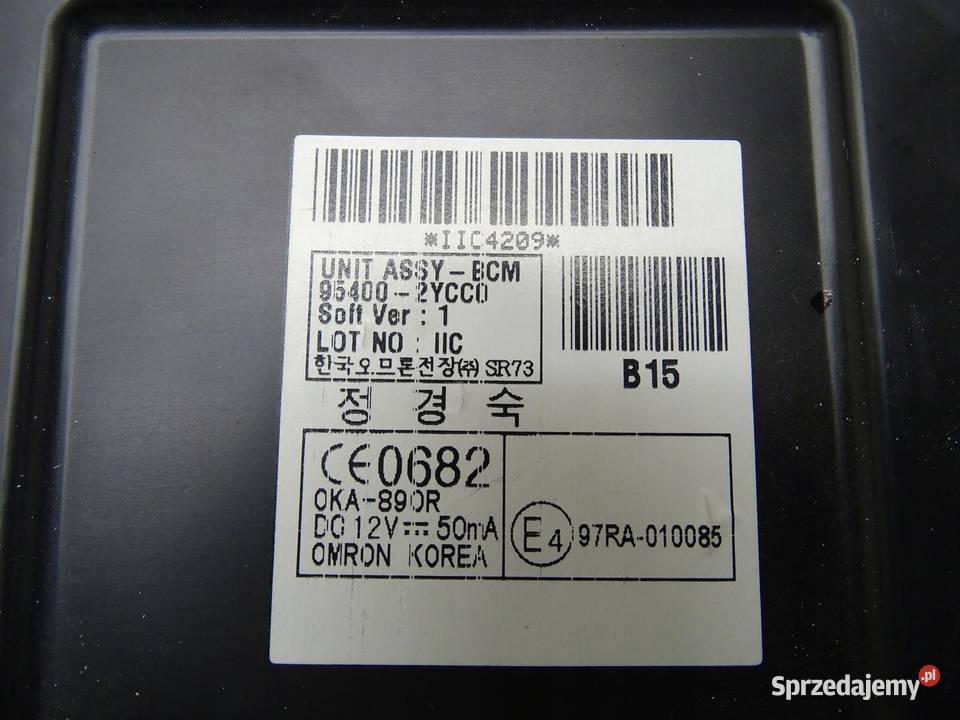 *IIC4209*
UNIT ASSY-BCM
95400-2YCC0
Soft Ver : 1
LOT NO : IIC
한국오므론전장㈜ SR73
B15
정 경 숙
CE0682
OKA-890R
DC 12V⎓50mA
OMRON KOREA
E4 97RA-010085
Sprzedajemy.pl